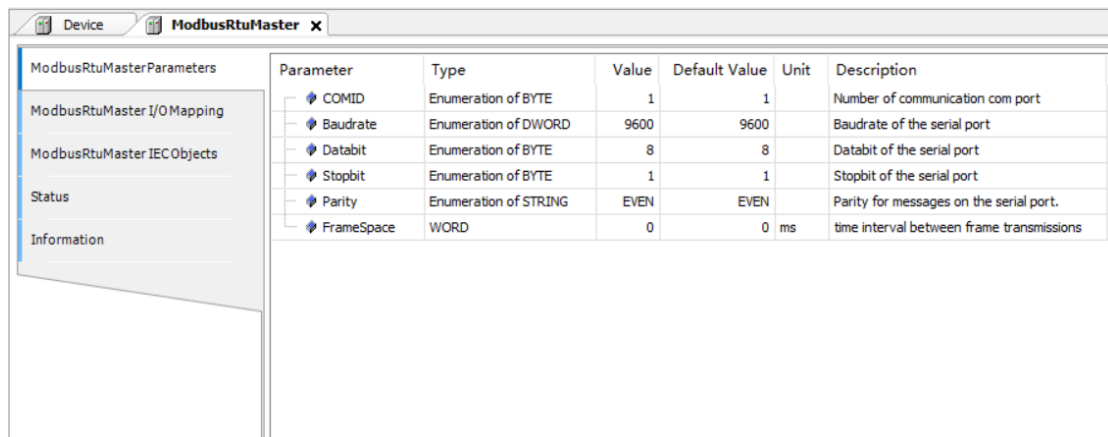 Device ModbusRtuMaster
ModbusRtuMasterParameters
ModbusRtuMaster I/OMapping
ModbusRtuMaster IECObjects
Status
Information
Parameter Type Value Default Value Unit Description
COMID Enumeration of BYTE 1 1 Number of communication com port
Baudrate Enumeration of DWORD 9600 9600 Baudrate of the serial port
Databit Enumeration of BYTE 8 8 Databit of the serial port
Stopbit Enumeration of BYTE 1 1 Stopbit of the serial port
Parity Enumeration of STRING EVEN EVEN Parity for messages on the serial port.
FrameSpace WORD 0 0 ms time interval between frame transmissions